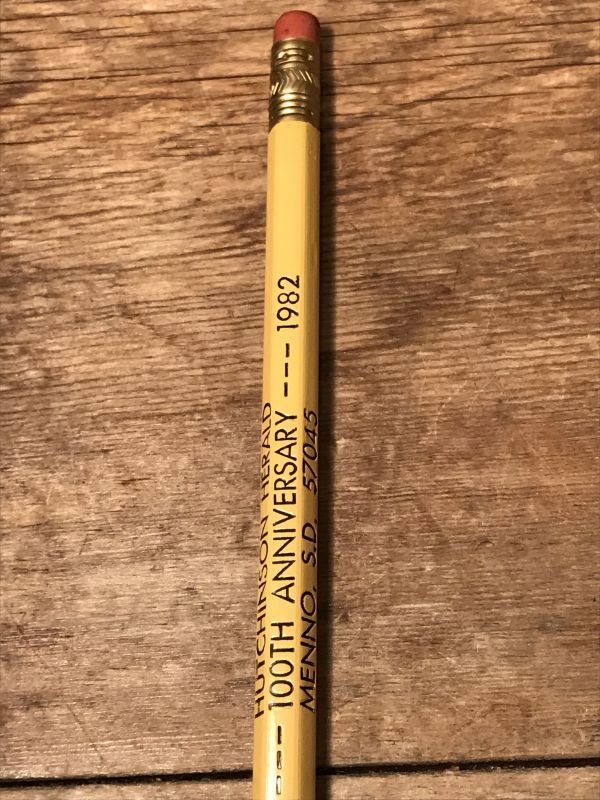 HUTCHINSON HERALD
100TH ANNIVERSARY --- 1982
MENNO, S.D. 57045